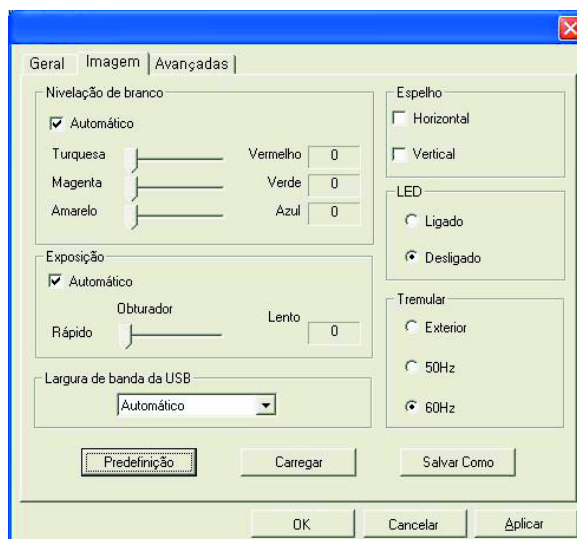 Geral Imagem Avançadas
Nivelação de branco
Automático
Turquesa Vermelho 0
Magenta Verde 0
Amarelo Azul 0
Exposição
Automático
Obturador
Rápido Lento 0
Largura de banda da USB
Automático
Espelho
Horizontal
Vertical
LED
Ligado
Desligado
Tremular
Exterior
50Hz
60Hz
Predefinição Carregar Salvar Como
OK Cancelar Aplicar